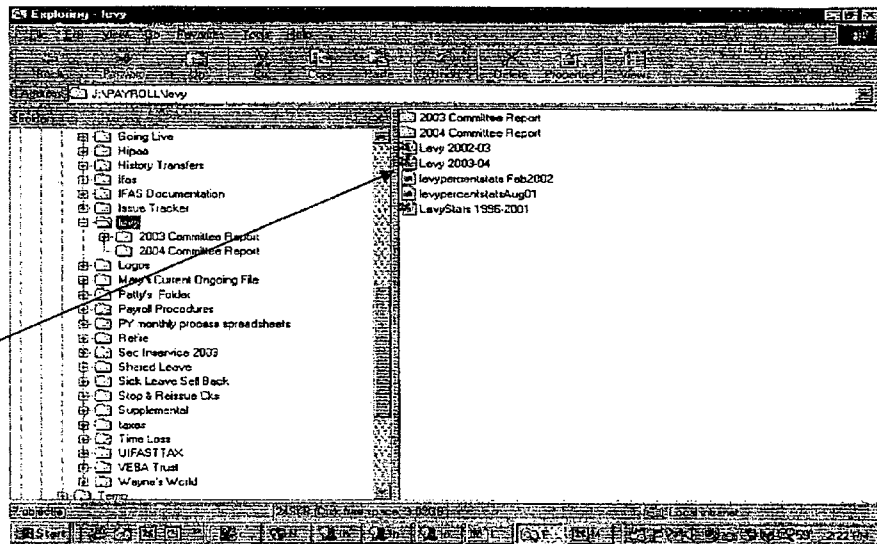 Exploring - levy
File Edit View Go Favorites Tools Help
Back Forward Up Cut Copy Paste Undo Delete Properties Views
Address J:\PAYROLL\levy
Going Live
Hipaa
History Transfers
Ifas
IFAS Documentation
Issue Tracker
levy
2003 Committee Report
2004 Committee Report
Logos
Mary's Current Ongoing File
Patty's Folder
Payroll Procedures
PY monthly process spreadsheets
Retire
Sec Inservice 2003
Shared Leave
Sick Leave Sell Back
Stop & Reissue Cks
Supplemental
taxes
Time Loss
UIFASTTAX
VEBA Trust
Wayne's World
Temp
2003 Committee Report
2004 Committee Report
Levy 2002-03
Levy 2003-04
levypercentstats Feb2002
levypercentstatsAug01
LevyStats 1996-2001
Start